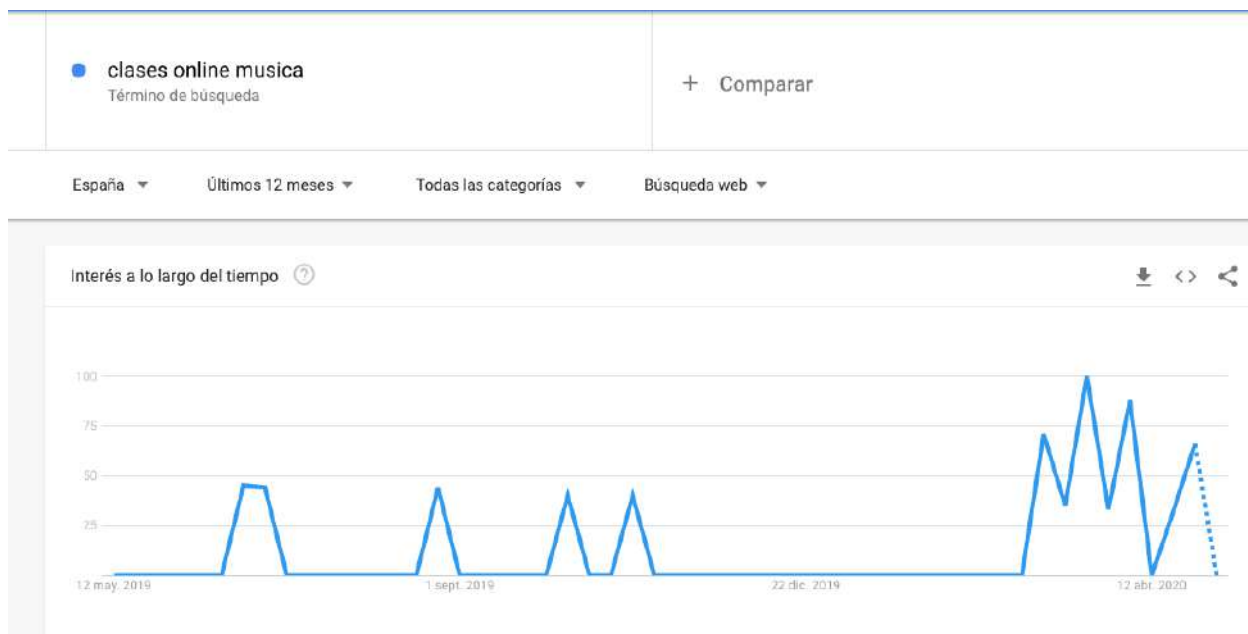 clases online musica
Término de búsqueda
+ Comparar
España
Últimos 12 meses
Todas las categorías
Búsqueda web
Interés a lo largo del tiempo ?
100
75
50
25
12 may. 2019
1 sept. 2019
22 dic. 2019
12 abr. 2020